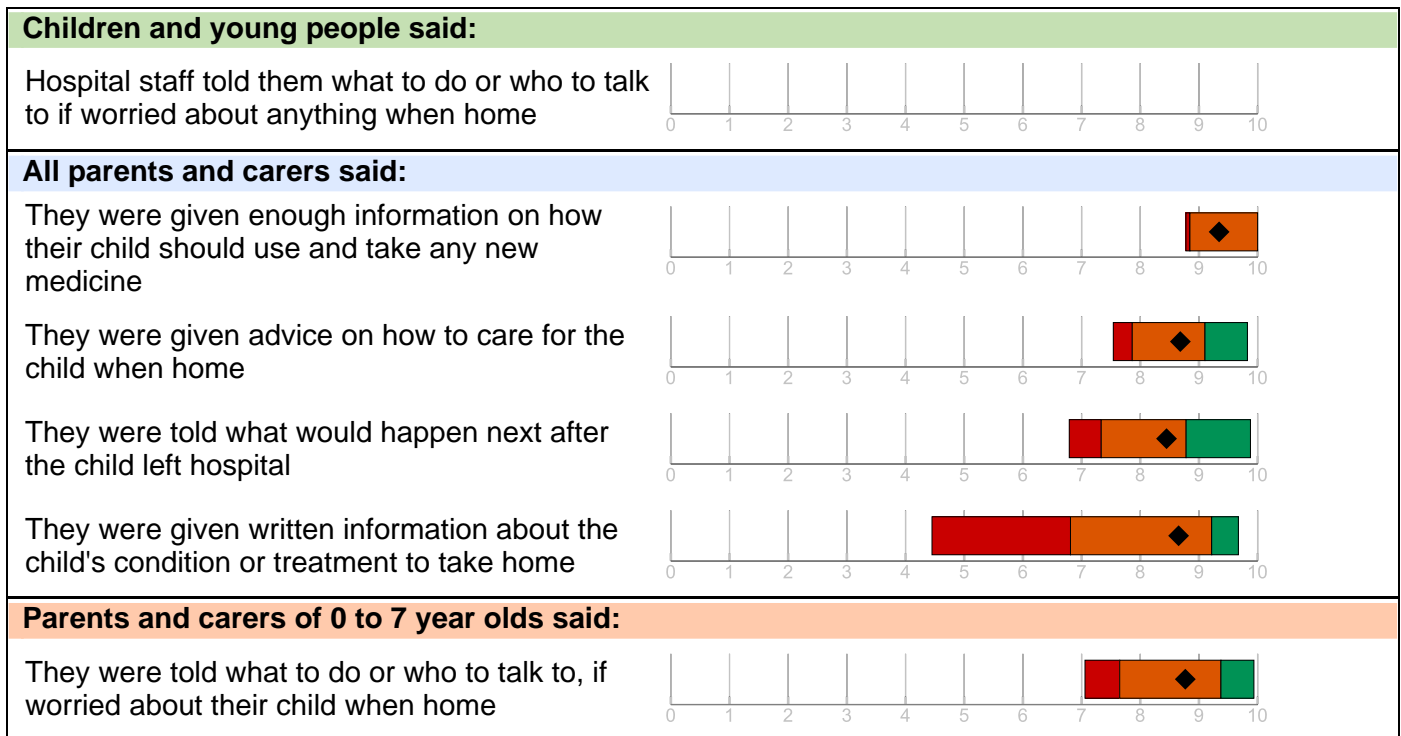 Children and young people said:
Hospital staff told them what to do or who to talk
to if worried about anything when home
0 1 2 3 4 5 6 7 8 9 10
All parents and carers said:
They were given enough information on how
their child should use and take any new
medicine
0 1 2 3 4 5 6 7 8 9 10
They were given advice on how to care for the
child when home
0 1 2 3 4 5 6 7 8 9 10
They were told what would happen next after
the child left hospital
0 1 2 3 4 5 6 7 8 9 10
They were given written information about the
child's condition or treatment to take home
0 1 2 3 4 5 6 7 8 9 10
Parents and carers of 0 to 7 year olds said:
They were told what to do or who to talk to, if
worried about their child when home
0 1 2 3 4 5 6 7 8 9 10